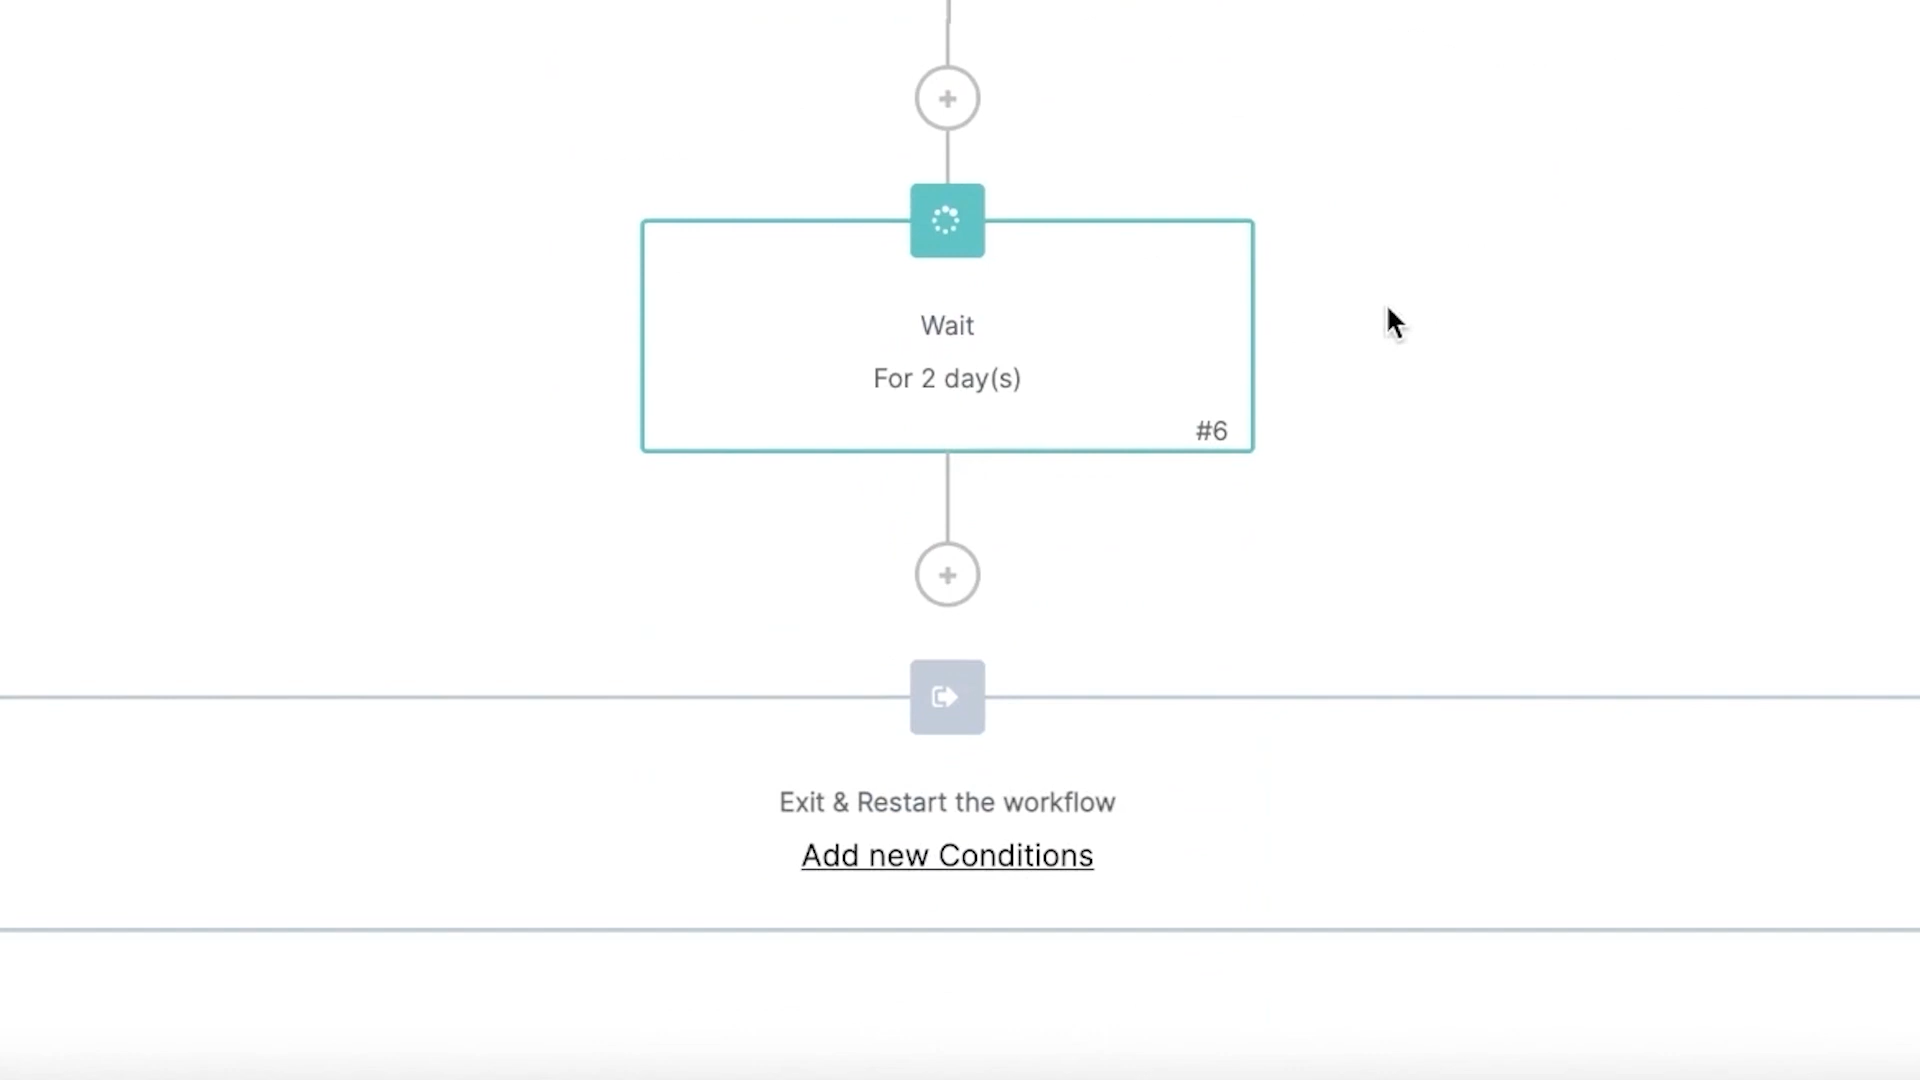 Wait
For 2 day(s)
#6
Exit & Restart the workflow
Add new Conditions